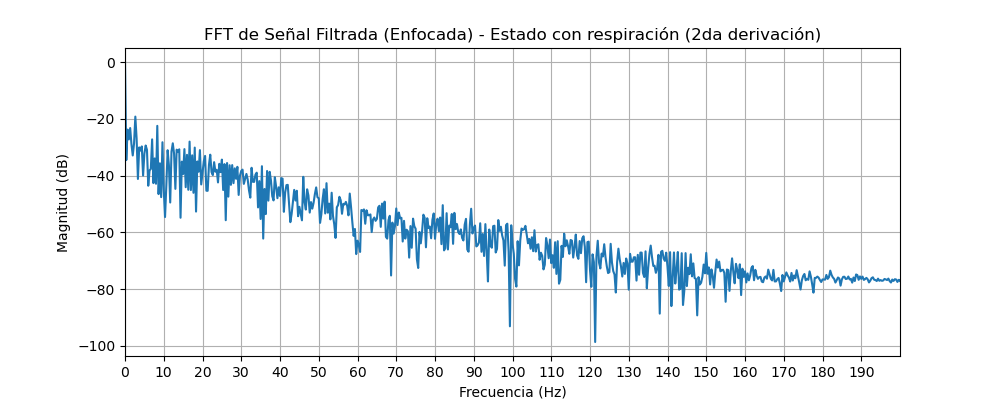 FFT de Señal Filtrada (Enfocada) - Estado con respiración (2da derivación)
Magnitud (dB)
0
−20
−40
−60
−80
−100
0 10 20 30 40 50 60 70 80 90 100 110 120 130 140 150 160 170 180 190
Frecuencia (Hz)